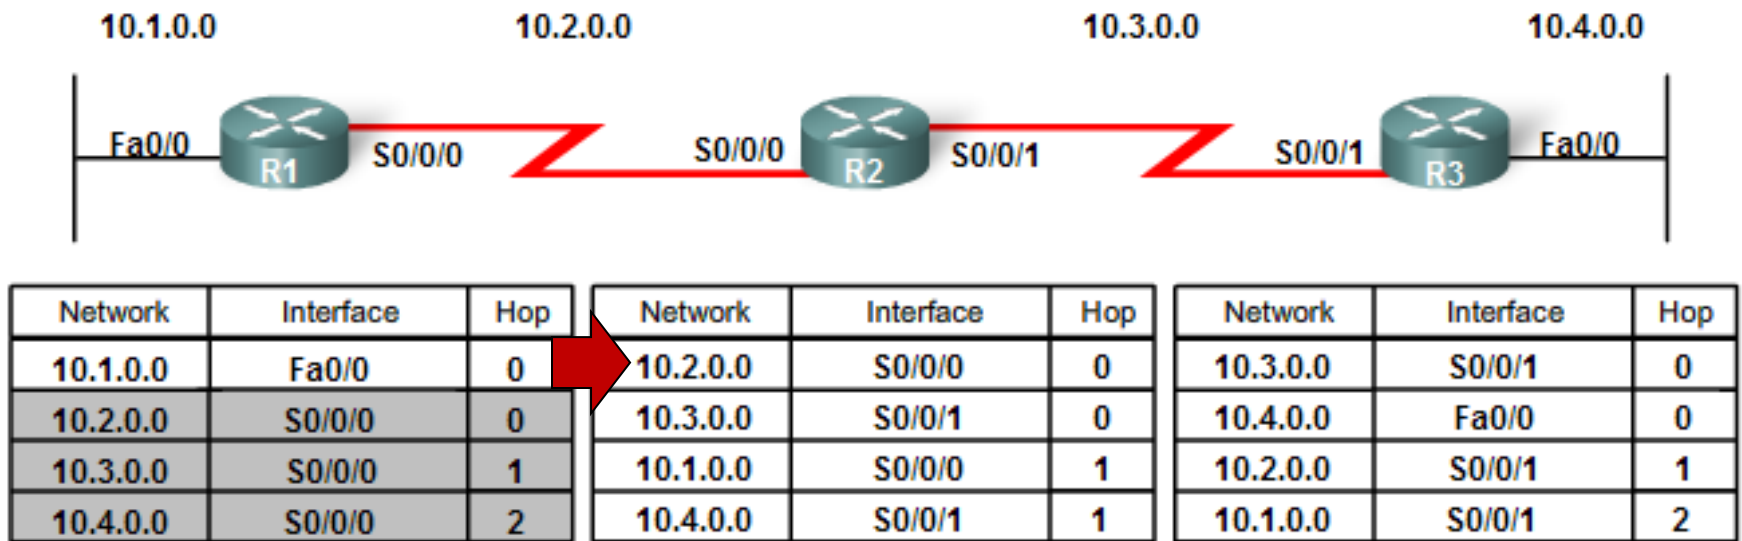 10.1.0.0 10.2.0.0 10.3.0.0 10.4.0.0
Fa0/0 R1 S0/0/0 S0/0/0 R2 S0/0/1 S0/0/1 R3 Fa0/0
Network Interface Hop Network Interface Hop Network Interface Hop
10.1.0.0 Fa0/0 0 10.2.0.0 S0/0/0 0 10.3.0.0 S0/0/1 0
10.2.0.0 S0/0/0 0 10.3.0.0 S0/0/1 0 10.4.0.0 Fa0/0 0
10.3.0.0 S0/0/0 1 10.1.0.0 S0/0/0 1 10.2.0.0 S0/0/1 1
10.4.0.0 S0/0/0 2 10.4.0.0 S0/0/1 1 10.1.0.0 S0/0/1 2